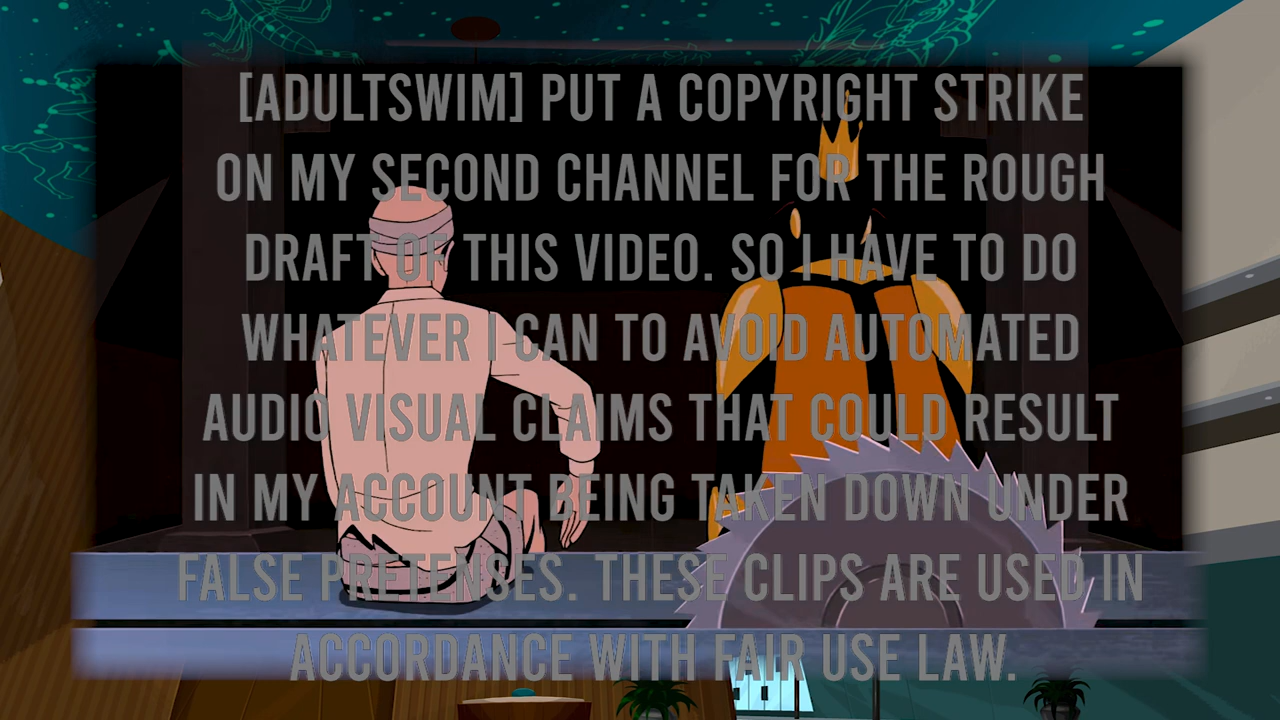 [ADULTSWIM] PUT A COPYRIGHT STRIKE
ON MY SECOND CHANNEL FOR THE ROUGH
DRAFT OF THIS VIDEO. SO I HAVE TO DO
WHATEVER I CAN TO AVOID AUTOMATED
AUDIO VISUAL CLAIMS THAT COULD RESULT
IN MY ACCOUNT BEING TAKEN DOWN UNDER
FALSE PRETENSES. THESE CLIPS ARE USED IN
ACCORDANCE WITH FAIR USE LAW.